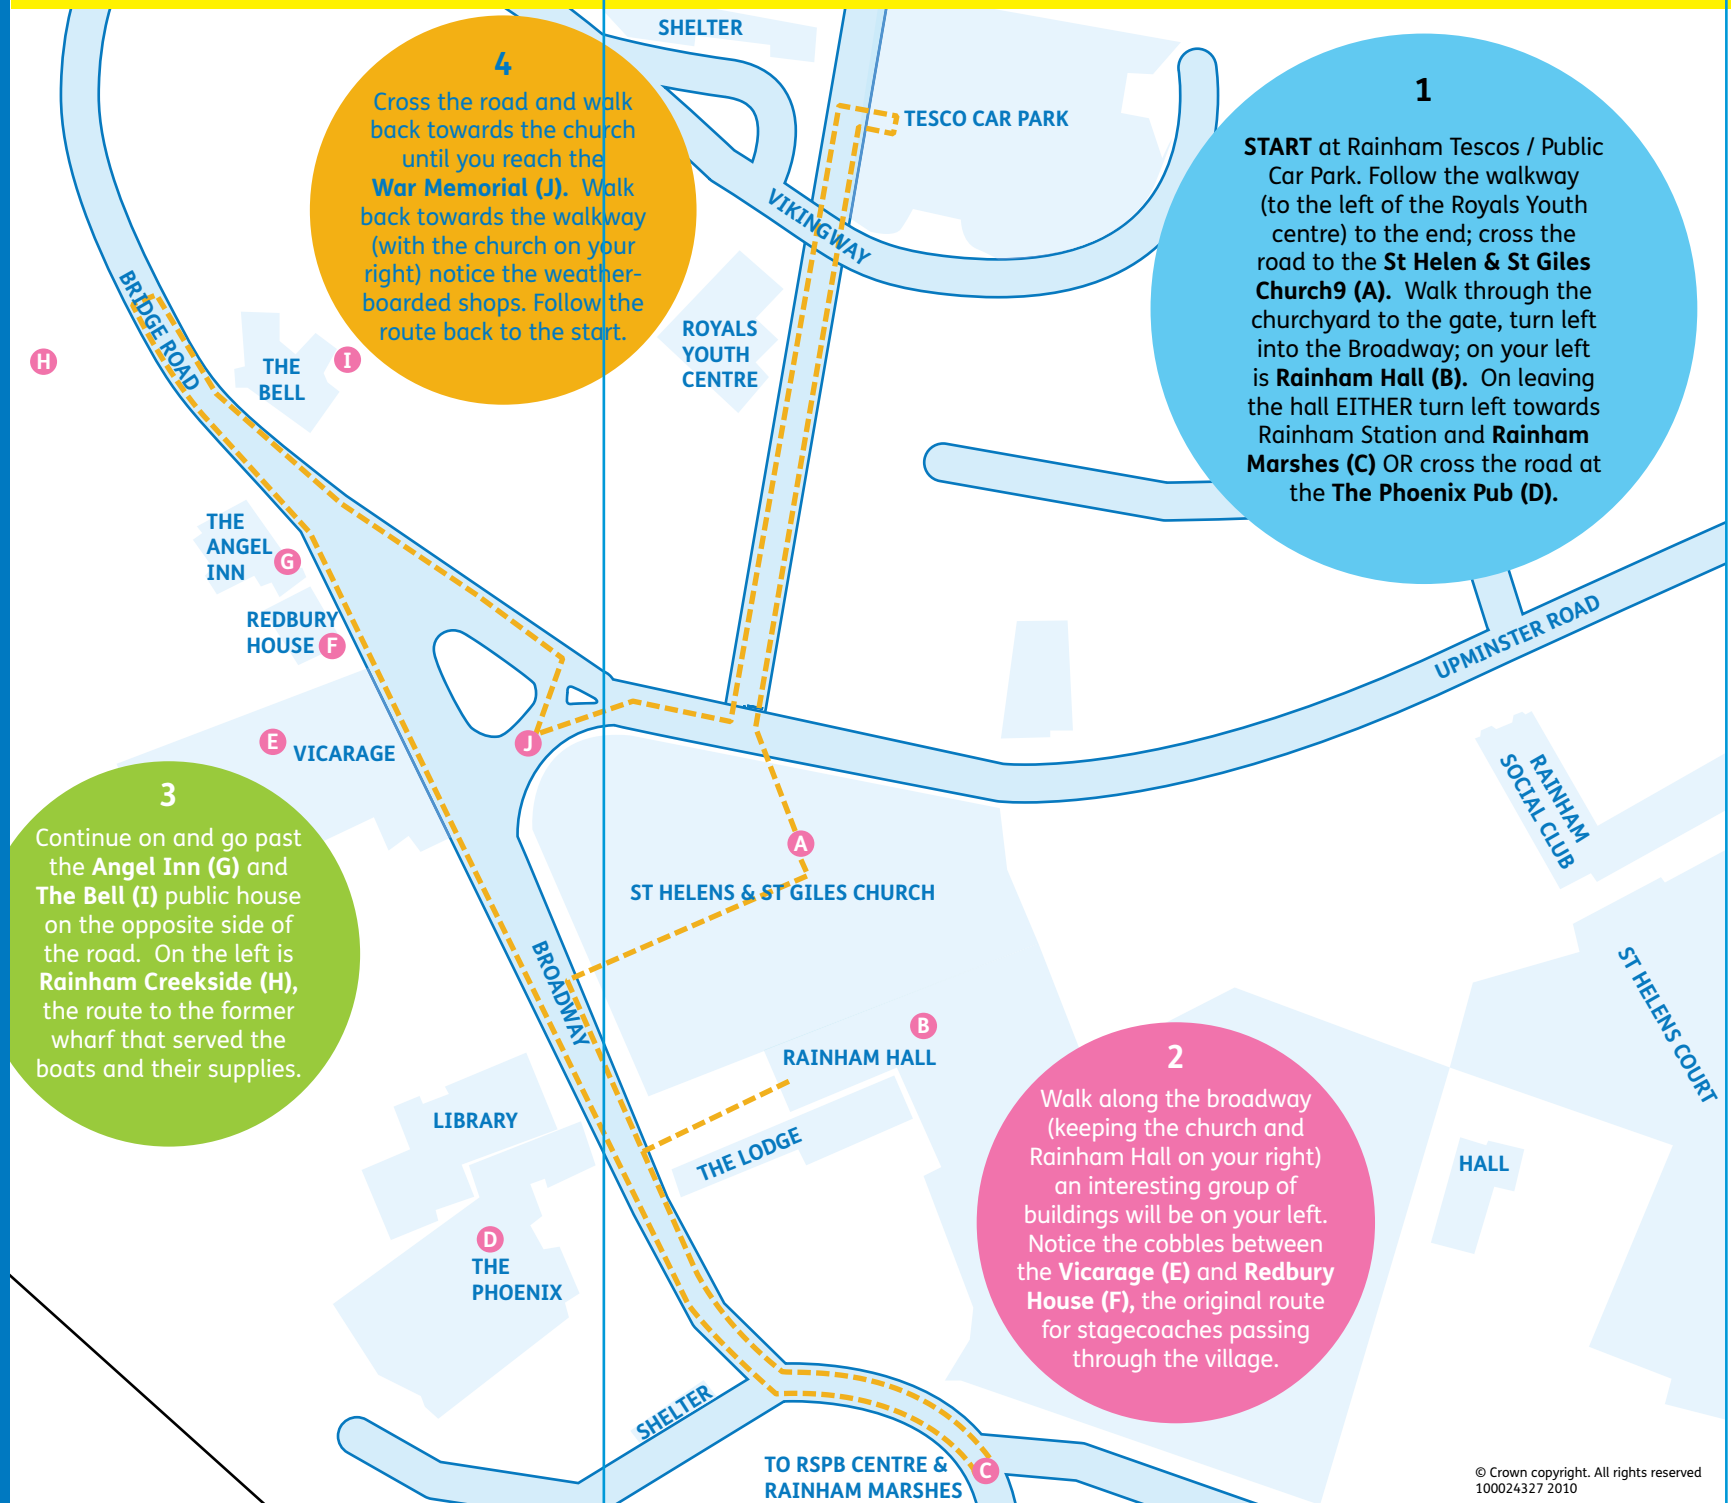 SHELTER
4
Cross the road and walk
back towards the church
until you reach the
War Memorial (J). Walk
back towards the walkway
(with the church on your
right) notice the weather-
boarded shops. Follow the
route back to the start.
TESCO CAR PARK
1
START at Rainham Tescos / Public
Car Park. Follow the walkway
(to the left of the Royals Youth
centre) to the end; cross the
road to the St Helen & St Giles
Church9 (A). Walk through the
churchyard to the gate, turn left
into the Broadway; on your left
is Rainham Hall (B). On leaving
the hall EITHER turn left towards
Rainham Station and Rainham
Marshes (C) OR cross the road at
the The Phoenix Pub (D).
VIKINGWAY
BRIDGE ROAD
H
THE
BELL
I
ROYALS
YOUTH
CENTRE
THE
ANGEL
INN
G
REDBURY
HOUSE
F
UPMINSTER ROAD
E
VICARAGE
J
3
Continue on and go past
the Angel Inn (G) and
The Bell (I) public house
on the opposite side of
the road. On the left is
Rainham Creekside (H),
the route to the former
wharf that served the
boats and their supplies.
A
ST HELENS & ST GILES CHURCH
RAINHAM
SOCIAL CLUB
BROADWAY
ST HELENS COURT
B
RAINHAM HALL
2
Walk along the broadway
(keeping the church and
Rainham Hall on your right)
an interesting group of
buildings will be on your left.
Notice the cobbles between
the Vicarage (E) and Redbury
House (F), the original route
for stagecoaches passing
through the village.
LIBRARY
THE LODGE
HALL
D
THE
PHOENIX
SHELTER
TO RSPB CENTRE &
RAINHAM MARSHES
C
© Crown copyright. All rights reserved
100024327 2010